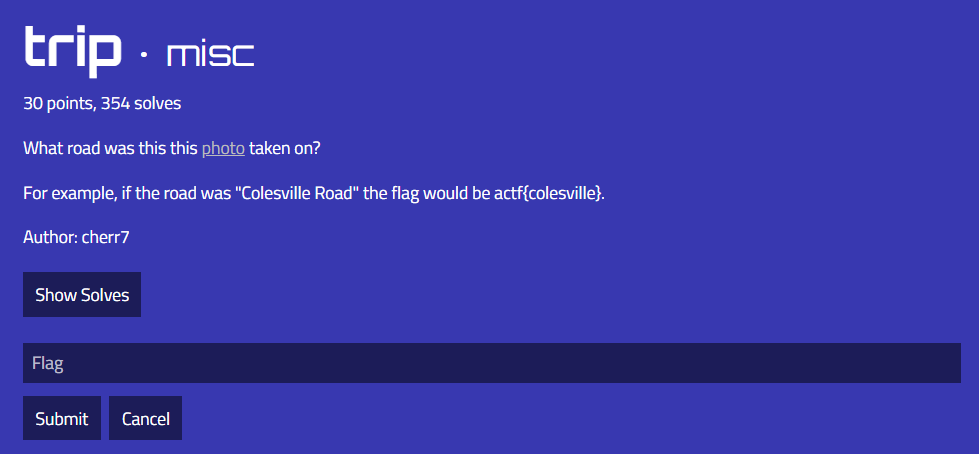 trip · misc
30 points, 354 solves
What road was this this photo taken on?
For example, if the road was "Colesville Road" the flag would be actf{colesville}.
Author: cherr7
Show Solves
Flag
Submit Cancel